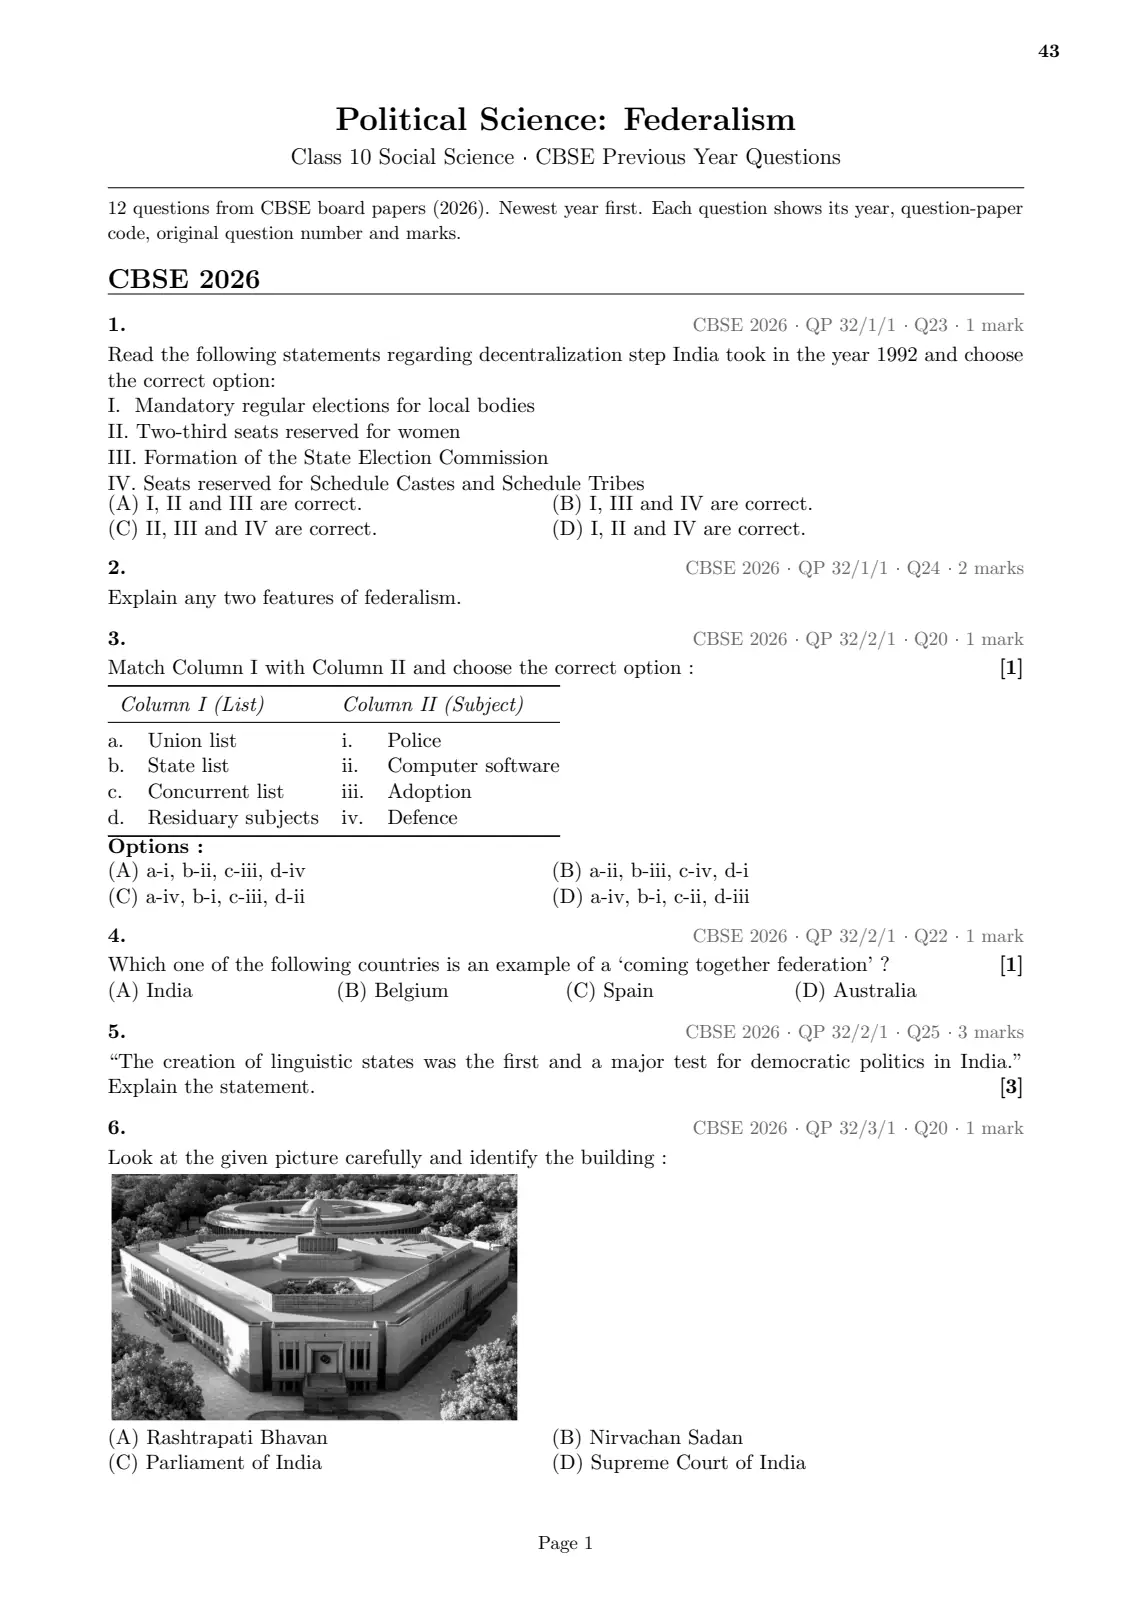 43
Political Science: Federalism
Class 10 Social Science · CBSE Previous Year Questions
12 questions from CBSE board papers (2026). Newest year first. Each question shows its year, question-paper
code, original question number and marks.
CBSE 2026
1. CBSE 2026 · QP 32/1/1 · Q23 · 1 mark
Read the following statements regarding decentralization step India took in the year 1992 and choose
the correct option:
I. Mandatory regular elections for local bodies
II. Two-third seats reserved for women
III. Formation of the State Election Commission
IV. Seats reserved for Schedule Castes and Schedule Tribes
(A) I, II and III are correct. (B) I, III and IV are correct.
(C) II, III and IV are correct. (D) I, II and IV are correct.
2. CBSE 2026 · QP 32/1/1 · Q24 · 2 marks
Explain any two features of federalism.
3. CBSE 2026 · QP 32/2/1 · Q20 · 1 mark
Match Column I with Column II and choose the correct option : [1]
Column I (List) Column II (Subject)
a. Union list i. Police
b. State list ii. Computer software
c. Concurrent list iii. Adoption
d. Residuary subjects iv. Defence
Options :
(A) a-i, b-ii, c-iii, d-iv (B) a-ii, b-iii, c-iv, d-i
(C) a-iv, b-i, c-iii, d-ii (D) a-iv, b-i, c-ii, d-iii
4. CBSE 2026 · QP 32/2/1 · Q22 · 1 mark
Which one of the following countries is an example of a ‘coming together federation’ ? [1]
(A) India (B) Belgium (C) Spain (D) Australia
5. CBSE 2026 · QP 32/2/1 · Q25 · 3 marks
“The creation of linguistic states was the first and a major test for democratic politics in India.”
Explain the statement. [3]
6. CBSE 2026 · QP 32/3/1 · Q20 · 1 mark
Look at the given picture carefully and identify the building :
(A) Rashtrapati Bhavan (B) Nirvachan Sadan
(C) Parliament of India (D) Supreme Court of India
Page 1